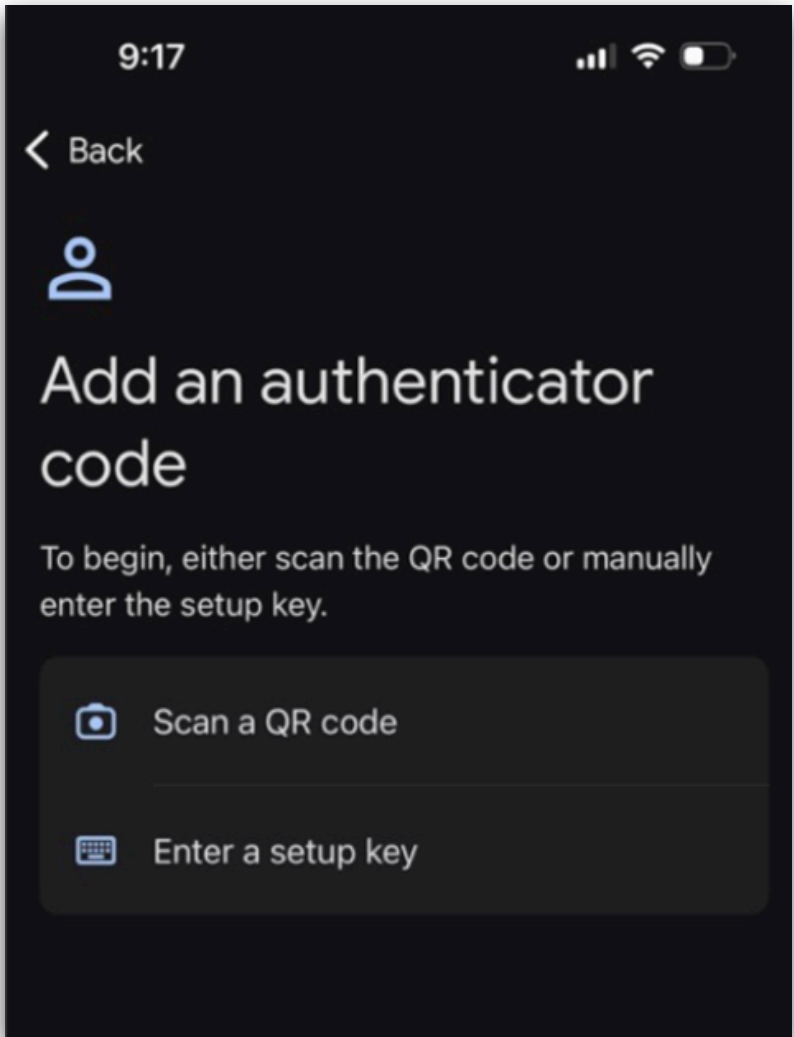 9:17
Back
Add an authenticator
code
To begin, either scan the QR code or manually
enter the setup key.
Scan a QR code
Enter a setup key